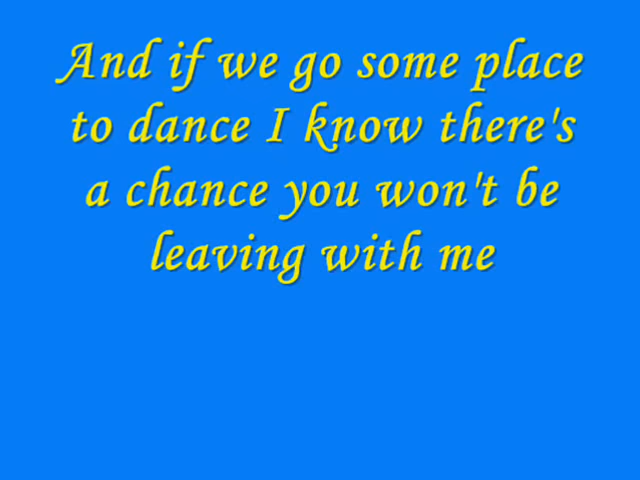 And if we go some place
to dance I know there's
a chance you won't be
leaving with me